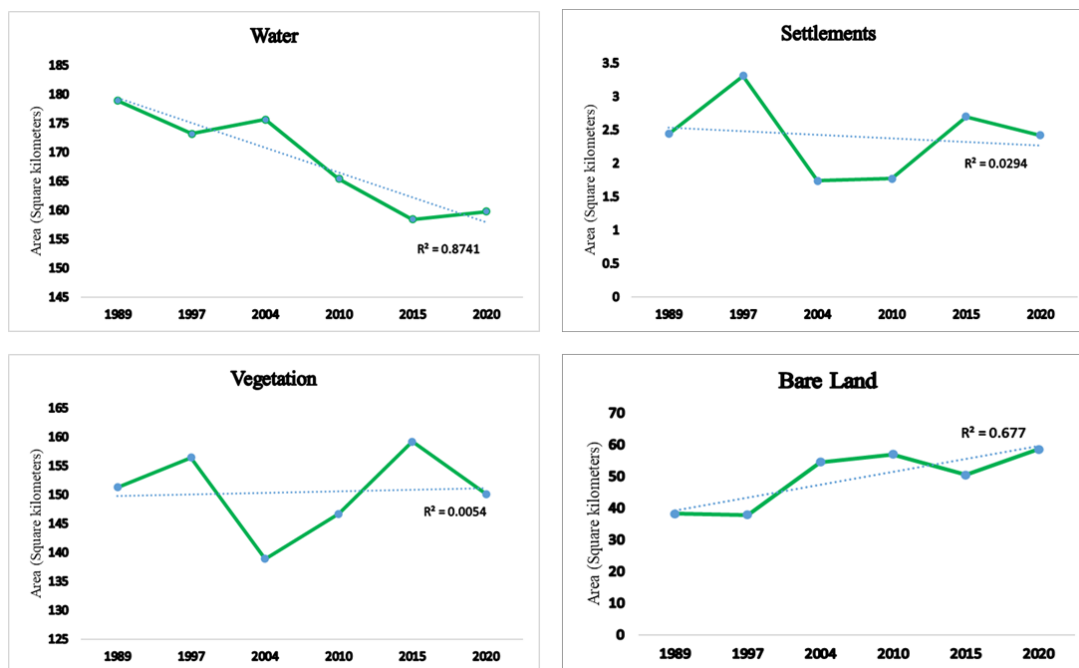 Water
Area (Square kilometers)
185
180
175
170
165
160
155
150
145
R² = 0.8741
1989 1997 2004 2010 2015 2020
Settlements
Area (Square kilometers)
3.5
3
2.5
2
1.5
1
0.5
0
R² = 0.0294
1989 1997 2004 2010 2015 2020
Vegetation
Area (Square kilometers)
165
160
155
150
145
140
135
130
125
R² = 0.0054
1989 1997 2004 2010 2015 2020
Bare Land
Area (Square kilometers)
70
60
50
40
30
20
10
0
R² = 0.677
1989 1997 2004 2010 2015 2020